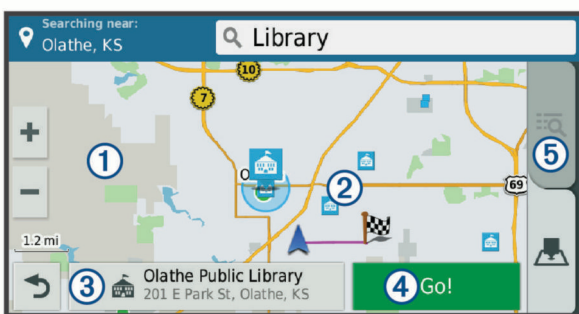 Searching near:
Olathe, KS
Library
10
7
+
1
5
−
O
2
69
1.2 mi
3
Olathe Public Library
201 E Park St, Olathe, KS
4
Go!